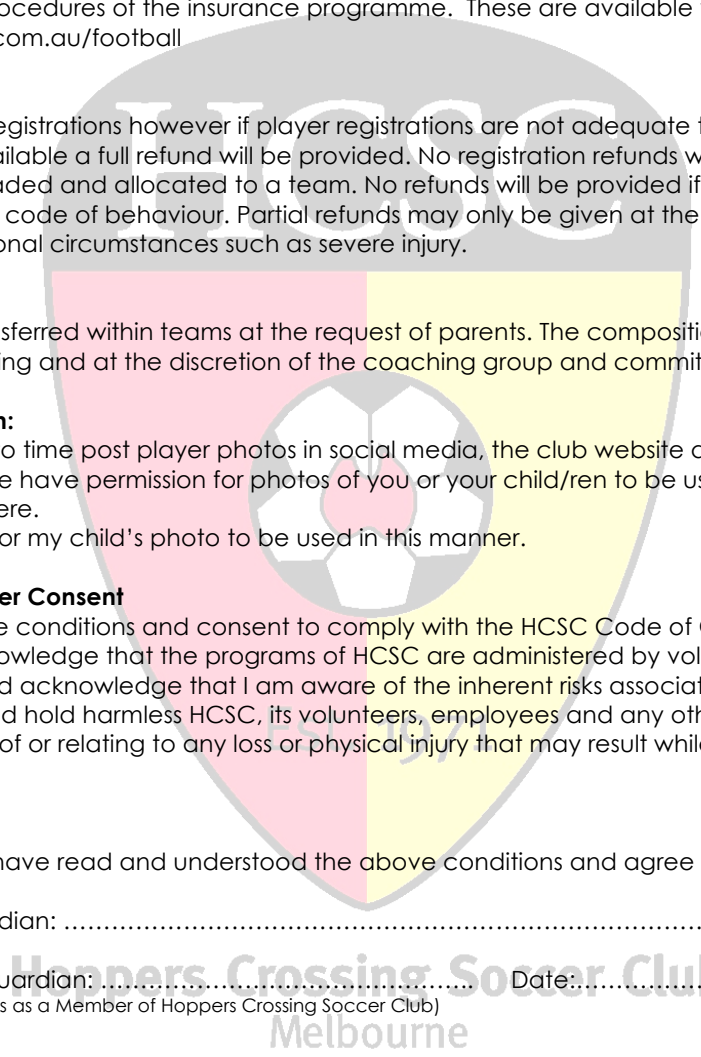 ocedures of the insurance programme. These are available
com.au/football
HCSC
egistrations however if player registrations are not adequate
ailable a full refund will be provided. No registration refunds w
aded and allocated to a team. No refunds will be provided if
code of behaviour. Partial refunds may only be given at the
onal circumstances such as severe injury.
sferred within teams at the request of parents. The compositi
ing and at the discretion of the coaching group and commit
n:
o time post player photos in social media, the club website o
e have permission for photos of you or your child/ren to be us
ere.
or my child's photo to be used in this manner.
er Consent
e conditions and consent to comply with the HCSC Code of
owledge that the programs of HCSC are administered by vol
d acknowledge that I am aware of the inherent risks associat
d hold harmless HCSC, its volunteers, employees and any oth
of or relating to any loss or physical injury that may result while
Est 1971
have read and understood the above conditions and agree
dian: ……………………………………………………………………
uardian: ……………………………………….. Date:……………
Hoppers Crossing Soccer Clu
s as a Member of Hoppers Crossing Soccer Club)
Melbourne